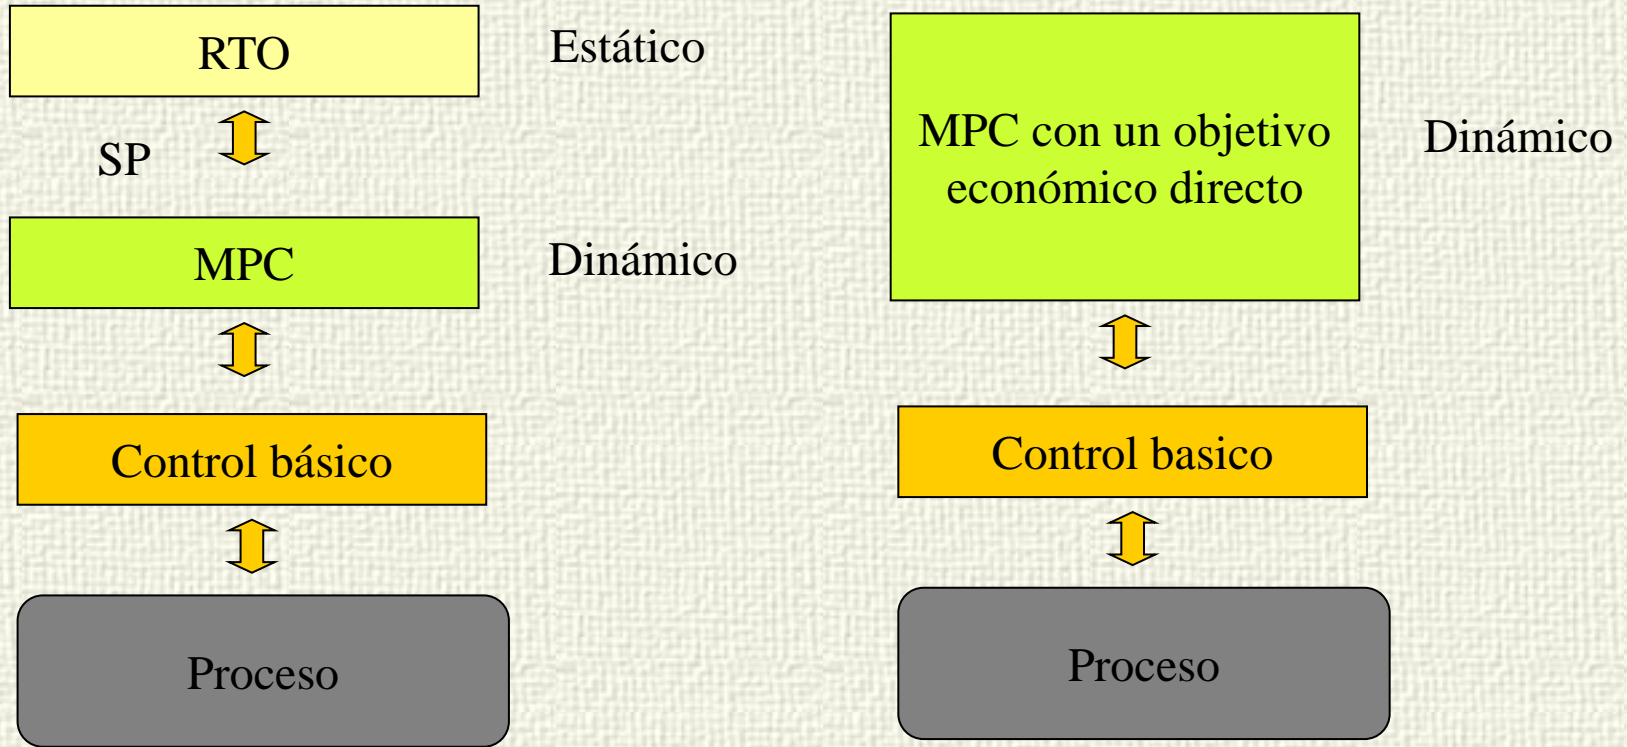 RTO
Estático
SP
MPC
Dinámico
Control básico
Proceso
MPC con un objetivo
económico directo
Dinámico
Control basico
Proceso